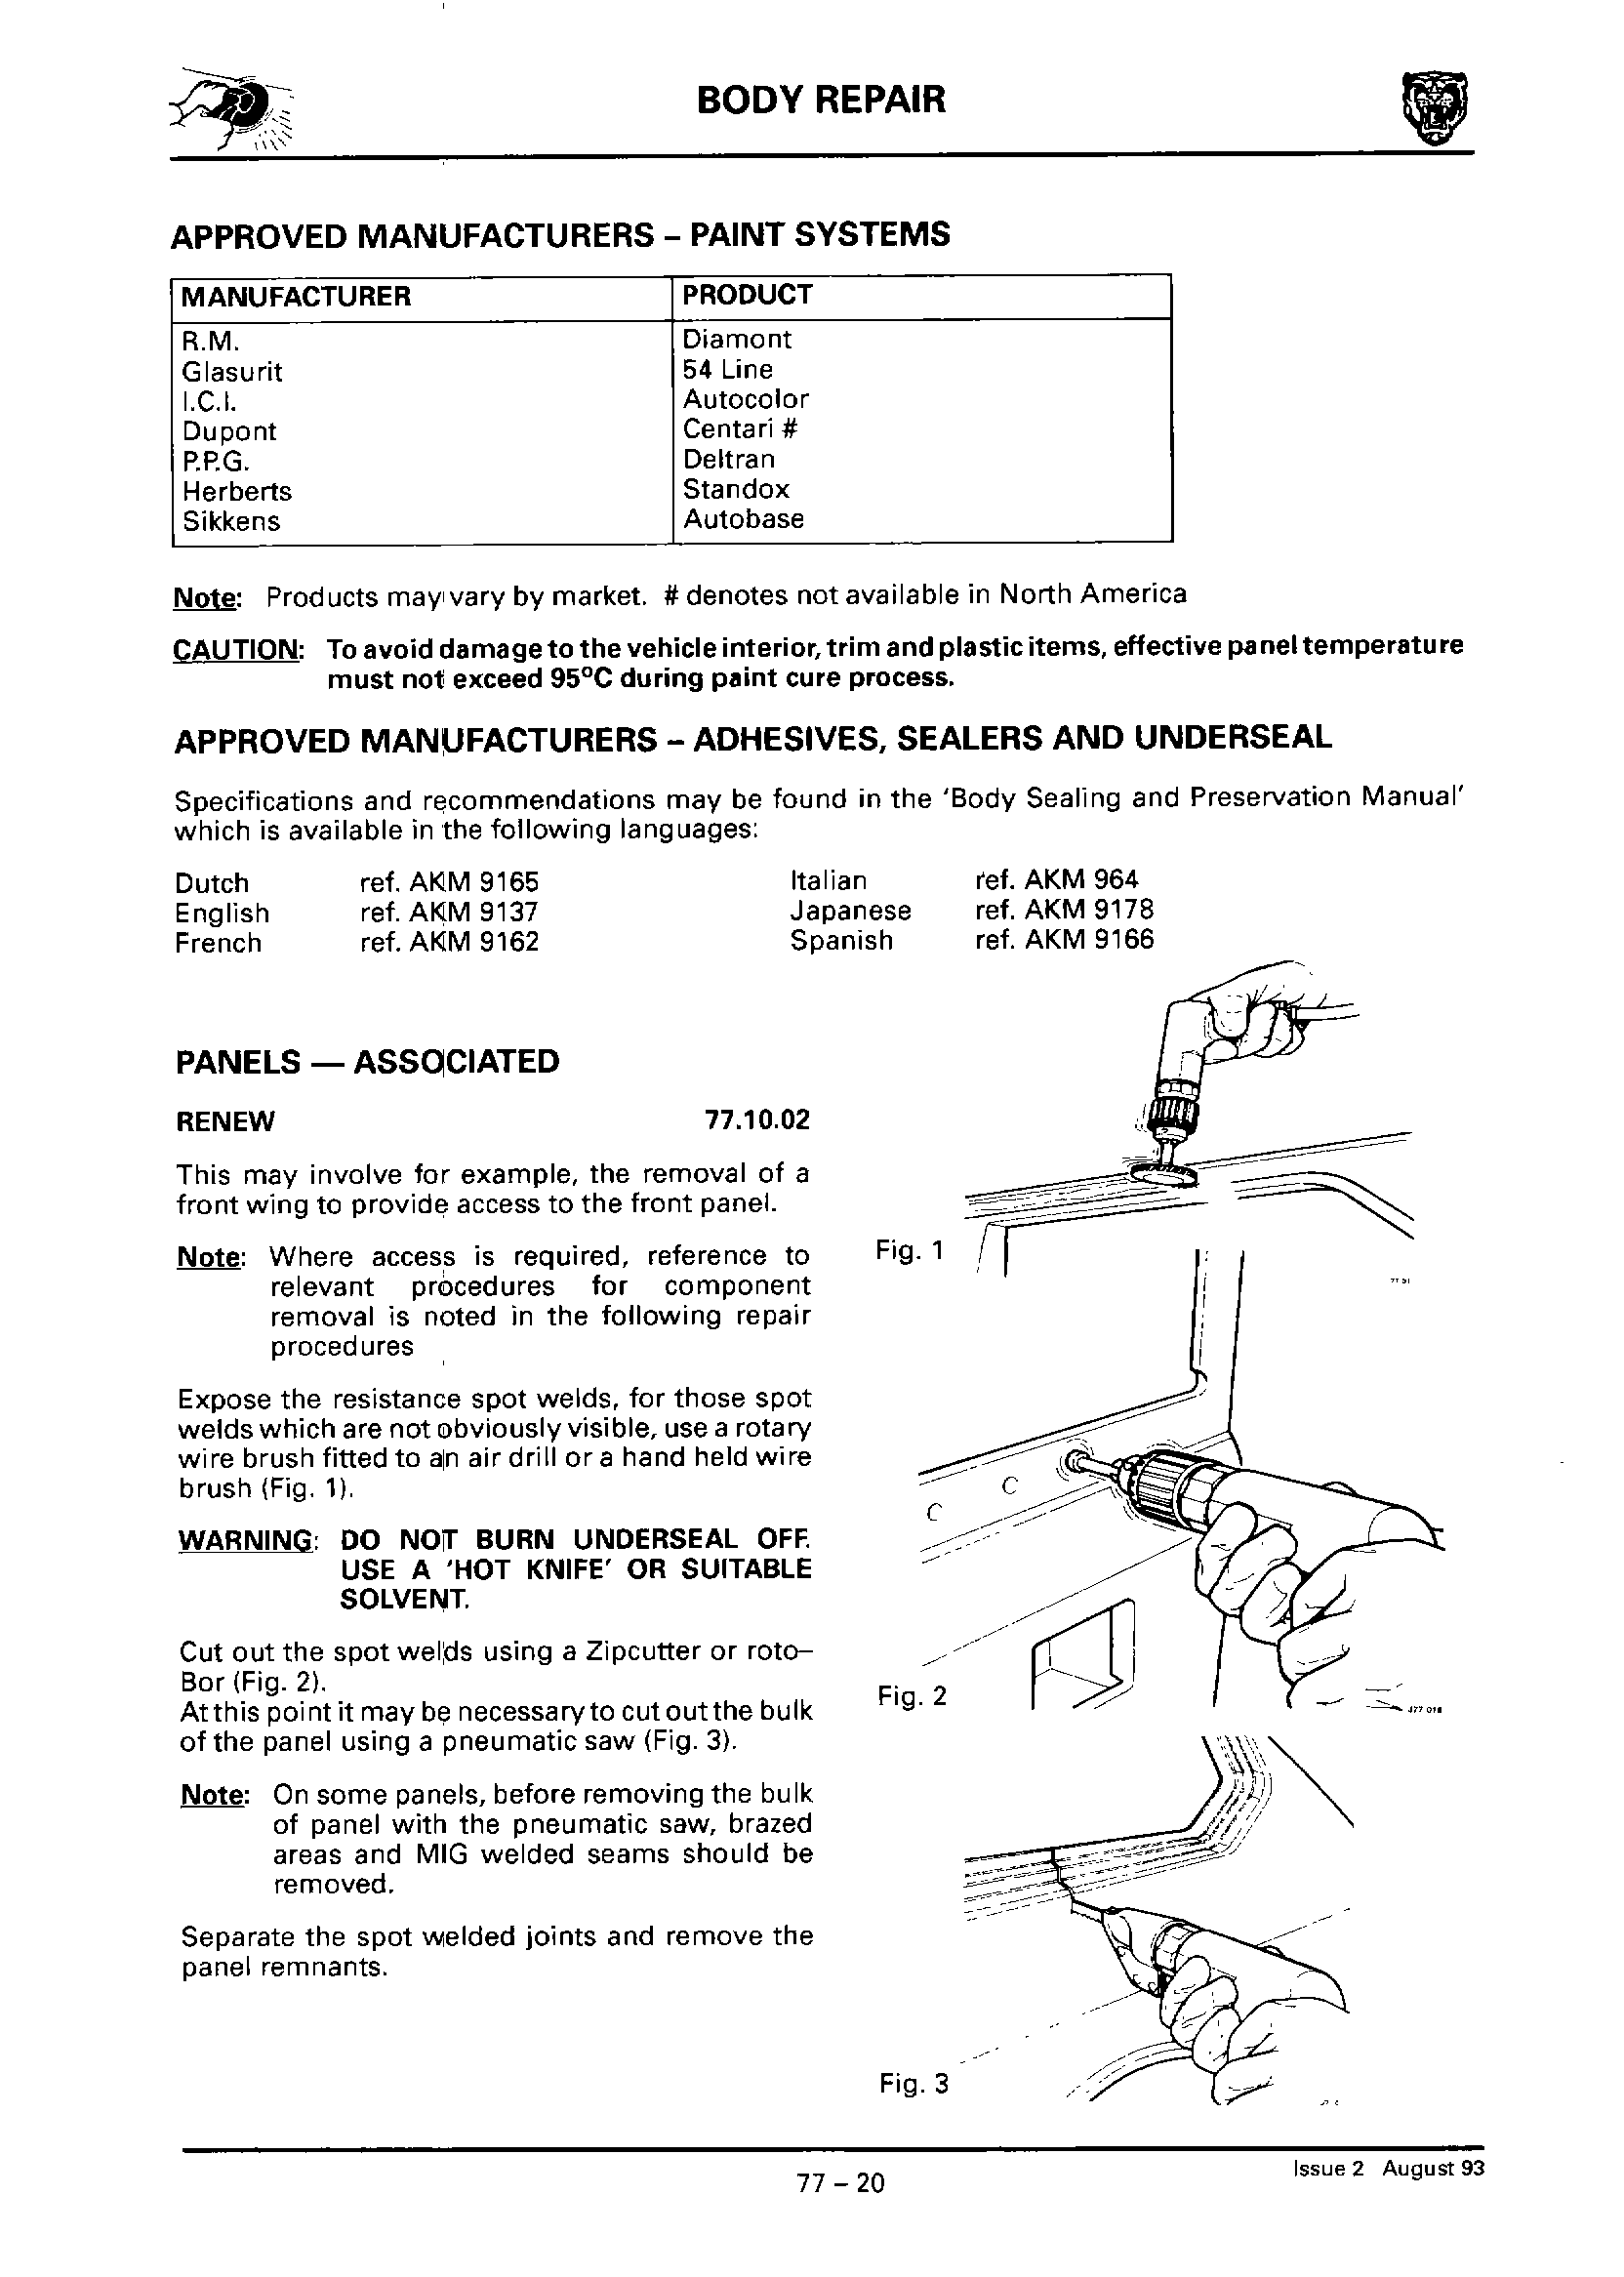 BODY REPAIR
APPROVED MANUFACTURERS – PAINT SYSTEMS
MANUFACTURER PRODUCT
R.M. Diamont
Glasurit 54 Line
I.C.I. Autocolor
Dupont Centari #
P.P.G. Deltran
Herberts Standox
Sikkens Autobase
Note: Products may vary by market. # denotes not available in North America
CAUTION: To avoid damage to the vehicle interior, trim and plastic items, effective panel temperature
must not exceed 95ºC during paint cure process.
APPROVED MANUFACTURERS – ADHESIVES, SEALERS AND UNDERSEAL
Specifications and recommendations may be found in the 'Body Sealing and Preservation Manual'
which is available in the following languages:
Dutch ref. AKM 9165 Italian ref. AKM 964
English ref. AKM 9137 Japanese ref. AKM 9178
French ref. AKM 9162 Spanish ref. AKM 9166
PANELS — ASSOCIATED
RENEW 77.10.02
This may involve for example, the removal of a
front wing to provide access to the front panel.
Note: Where access is required, reference to
relevant procedures for component
removal is noted in the following repair
procedures
Expose the resistance spot welds, for those spot
welds which are not obviously visible, use a rotary
wire brush fitted to an air drill or a hand held wire
brush (Fig. 1).
WARNING: DO NOT BURN UNDERSEAL OFF.
USE A 'HOT KNIFE' OR SUITABLE
SOLVENT.
Cut out the spot welds using a Zipcutter or roto–
Bor (Fig. 2).
At this point it may be necessary to cut out the bulk
of the panel using a pneumatic saw (Fig. 3).
Note: On some panels, before removing the bulk
of panel with the pneumatic saw, brazed
areas and MIG welded seams should be
removed.
Separate the spot welded joints and remove the
panel remnants.
Fig. 1
Fig. 2
Fig. 3
77 – 20
Issue 2 August 93